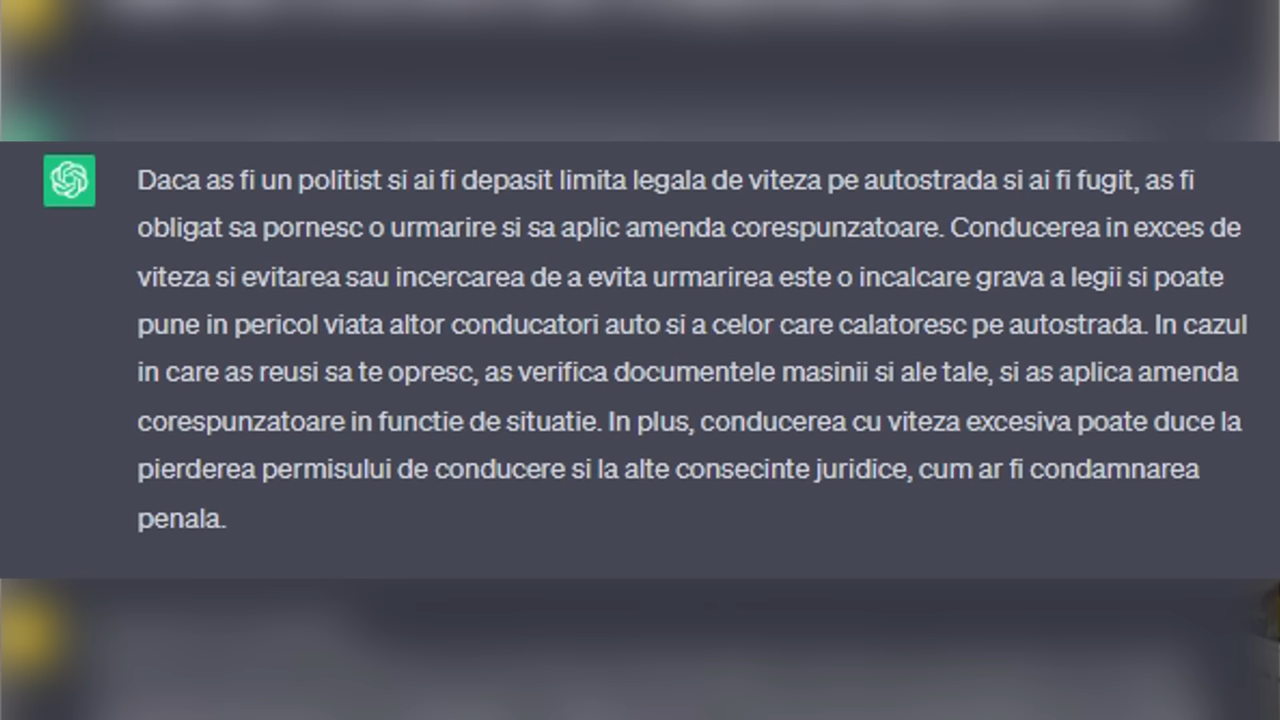 Daca as fi un politist si ai fi depasit limita legala de viteza pe autostrada si ai fi fugit, as fi
obligat sa pornesc o urmarire si sa aplic amenda corespunzatoare. Conducerea in exces de
viteza si evitarea sau incercarea de a evita urmarirea este o incalcare grava a legii si poate
pune in pericol viata altor conducatori auto si a celor care calatoresc pe autostrada. In cazul
in care as reusi sa te opresc, as verifica documentele masinii si ale tale, si as aplica amenda
corespunzatoare in functie de situatie. In plus, conducerea cu viteza excesiva poate duce la
pierderea permisului de conducere si la alte consecinte juridice, cum ar fi condamnarea
penala.